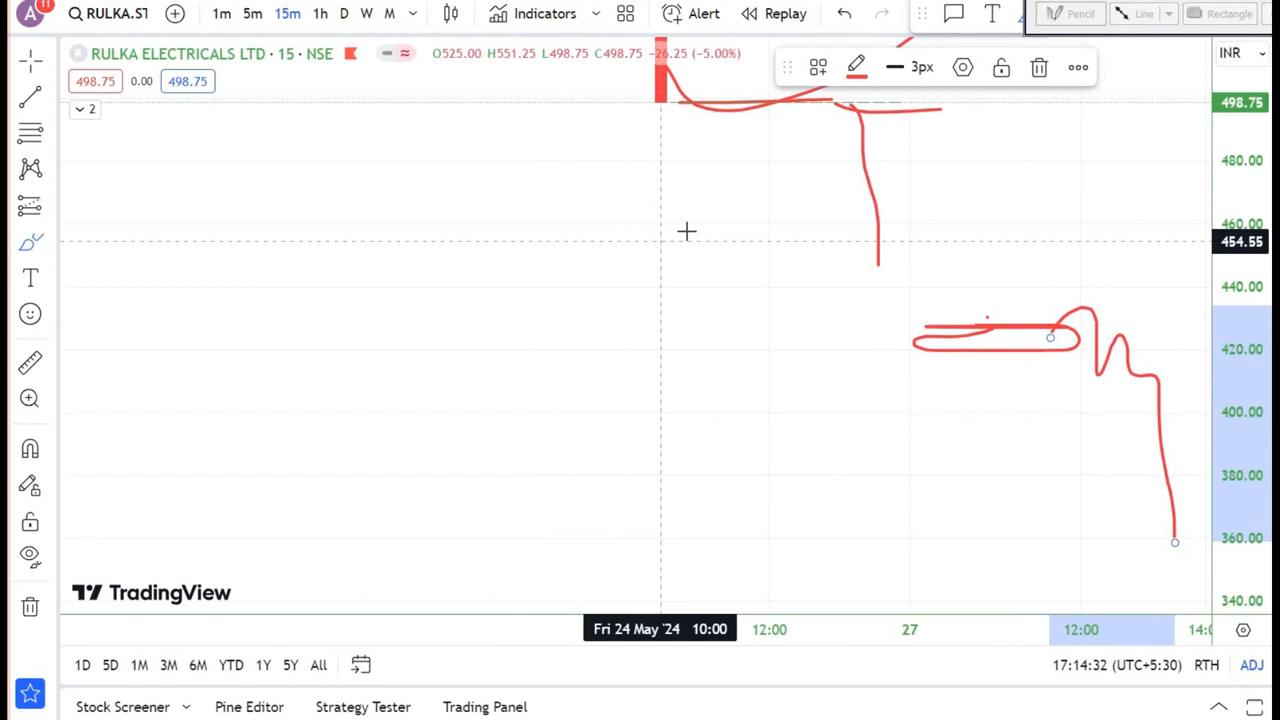 A 11 RULKA.ST 1m 5m 15m 1h D W M Indicators Alert Replay T Pencil Line Rectangle
RULKA ELECTRICALS LTD · 15 · NSE O525.00 H551.25 L498.75 C498.75 −26.25 (−5.00%) 3px INR
498.75 0.00 498.75
2
498.75
480.00
460.00
454.55
440.00
420.00
400.00
380.00
360.00
340.00
TradingView
Fri 24 May '24 10:00 12:00 27 12:00 14:0
1D 5D 1M 3M 6M YTD 1Y 5Y All 17:14:32 (UTC+5:30) RTH ADJ
Stock Screener Pine Editor Strategy Tester Trading Panel